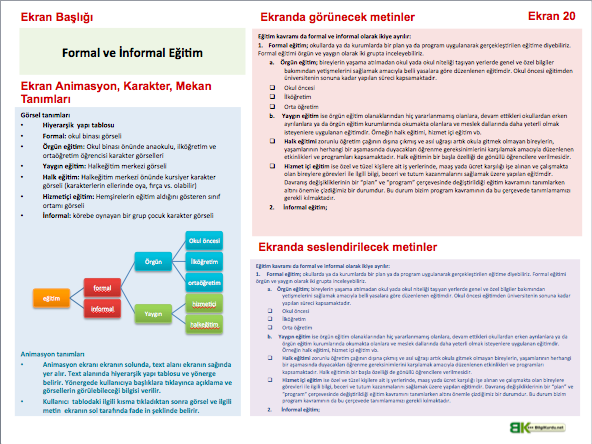 Ekran Başlığı
Formal ve İnformal Eğitim
Ekran Animasyon, Karakter, Mekan
Tanımları
Görsel tanımları
• Hiyerarşik yapı tablosu
• Formal: okul binası görseli
• Örgün eğitim: Okul binası önünde anaokulu, ilköğretim ve
ortaöğretim öğrencisi karakter görselleri
• Yaygın eğitim: Halkeğitim merkezi görseli
• Halk eğitim: Halkeğitim merkezi önünde kursiyer karakter
görseli (karakterlerin ellerinde oya, fırça vs. olabilir)
• Hizmetiçi eğitim: Hemşirelerin eğitim aldığını gösteren sınıf
ortamı görseli
• İnformal: körebe oynayan bir grup çocuk karakter görseli
eğitim
formal
informal
Örgün
Yaygın
Okul öncesi
ilköğretim
ortaöğretim
hizmetiçi
halkeğitim
Animasyon tanımları
• Animasyon ekranı ekranın solunda, text alanı ekranın sağında
yer alır. Text alanında hiyerarşik yapı tablosu ve yönerge
belirir. Yönergede kullanıcıya başlıklara tıklayınca açıklama ve
görsellerin görülebileceği bilgisi verilir.
• Kullanıcı tablodaki ilgili kısma tıkladıktan sonra görsel ve ilgili
metin ekranın sol tarafında fade in şeklinde belirir.
Ekranda görünecek metinler
Ekran 20
Eğitim kavramı da formal ve informal olarak ikiye ayrılır:
1. Formal eğitim; okullarda ya da kurumlarda bir plan ya da program uygulanarak gerçekleştirilen eğitime diyebiliriz.
Formal eğitimi örgün ve yaygın olarak iki grupta inceleyebiliriz.
a. Örgün eğitim; bireylerin yaşama atılmadan okul yada okul niteliği taşıyan yerlerde genel ve özel bilgiler
bakımından yetişmelerini sağlamak amacıyla belli yasalara göre düzenlenen eğitimdir. Okul öncesi eğitimden
üniversitenin sonuna kadar yapılan süreci kapsamaktadır.
❑ Okul öncesi
❑ İlköğretim
❑ Orta öğretim
b. Yaygın eğitim ise örgün eğitim olanaklarından hiç yararlanmamış olanlara, devam ettikleri okullardan erken
ayrılanlara ya da örgün eğitim kurumlarında okumakta olanlara ve meslek dallarında daha yeterli olmak
isteyenlere uygulanan eğitimdir. Örneğin halk eğitimi, hizmet içi eğitim vb.
❑ Halk eğitimi zorunlu öğretim çağının dışına çıkmış ve asıl uğraşı artık okula gitmek olmayan bireylerin,
yaşamlarının herhangi bir aşamasında duyacakları öğrenme gereksinimlerini karşılamak amacıyla düzenlenen
etkinlikleri ve programları kapsamaktadır. Halk eğitimin bir başka özelliği de gönüllü öğrencilere verilmesidir.
❑ Hizmet içi eğitim ise özel ve tüzel kişilere ait iş yerlerinde, maaş yada ücret karşılığı işe alınan ve çalışmakta
olan bireylere görevleri ile ilgili bilgi, beceri ve tutum kazanmalarını sağlamak üzere yapılan eğitimdir.
Davranış değişikliklerinin bir "plan" ve "program" çerçevesinde değiştirildiği eğitim kavramını tanımlarken
altını önemle çizdiğimiz bir durumdur. Bu durum bizim program kavramının da bu çerçevede tanımlamamızı
gerekli kılmaktadır.
2. İnformal eğitim;
Ekranda seslendirilecek metinler
Eğitim kavramı da formal ve informal olarak ikiye ayrılır:
1. Formal eğitim; okullarda ya da kurumlarda bir plan ya da program uygulanarak gerçekleştirilen eğitime diyebiliriz. Formal eğitimi
örgün ve yaygın olarak iki grupta inceleyebiliriz.
a. Örgün eğitim; bireylerin yaşama atılmadan okul yada okul niteliği taşıyan yerlerde genel ve özel bilgiler bakımından
yetişmelerini sağlamak amacıyla belli yasalara göre düzenlenen eğitimdir. Okul öncesi eğitimden üniversitenin sonuna kadar
yapılan süreci kapsamaktadır.
❑ Okul öncesi
❑ İlköğretim
❑ Orta öğretim
b. Yaygın eğitim ise örgün eğitim olanaklarından hiç yararlanmamış olanlara, devam ettikleri okullardan erken ayrılanlara ya da
örgün eğitim kurumlarında okumakta olanlara ve meslek dallarında daha yeterli olmak isteyenlere uygulanan eğitimdir.
Örneğin halk eğitimi, hizmet içi eğitim vb.
❑ Halk eğitimi zorunlu öğretim çağının dışına çıkmış ve asıl uğraşı artık okula gitmek olmayan bireylerin, yaşamlarının herhangi
bir aşamasında duyacakları öğrenme gereksinimlerini karşılamak amacıyla düzenlenen etkinlikleri ve programları
kapsamaktadır. Halk eğitimin bir başka özelliği de gönüllü öğrencilere verilmesidir.
❑ Hizmet içi eğitim ise özel ve tüzel kişilere ait iş yerlerinde, maaş yada ücret karşılığı işe alınan ve çalışmakta olan bireylere
görevleri ile ilgili bilgi, beceri ve tutum kazanmalarını sağlamak üzere yapılan eğitimdir. Davranış değişikliklerinin bir "plan" ve
"program" çerçevesinde değiştirildiği eğitim kavramını tanımlarken altını önemle çizdiğimiz bir durumdur. Bu durum bizim
program kavramının da bu çerçevede tanımlamamızı gerekli kılmaktadır.
2. İnformal eğitim;
BK
BilgiKurdu.net